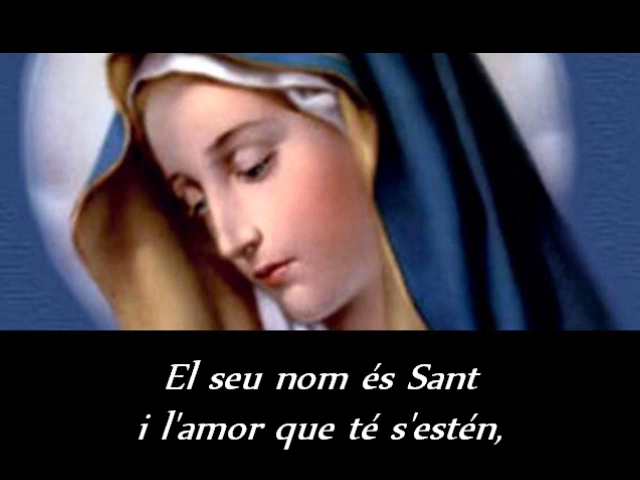 El seu nom és Sant
i l'amor que té s'estén,